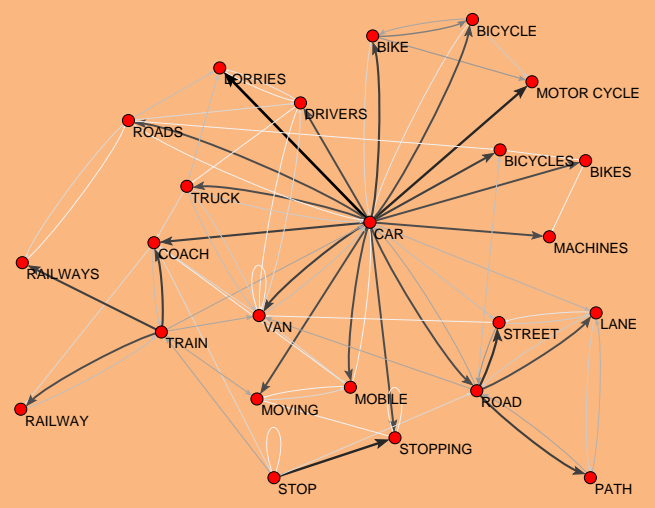 BICYCLE
BIKE
LORRIES
MOTOR CYCLE
DRIVERS
ROADS
BICYCLES
BIKES
TRUCK
CAR
MACHINES
COACH
RAILWAYS
VAN
STREET
LANE
TRAIN
MOBILE
ROAD
MOVING
RAILWAY
STOPPING
STOP
PATH